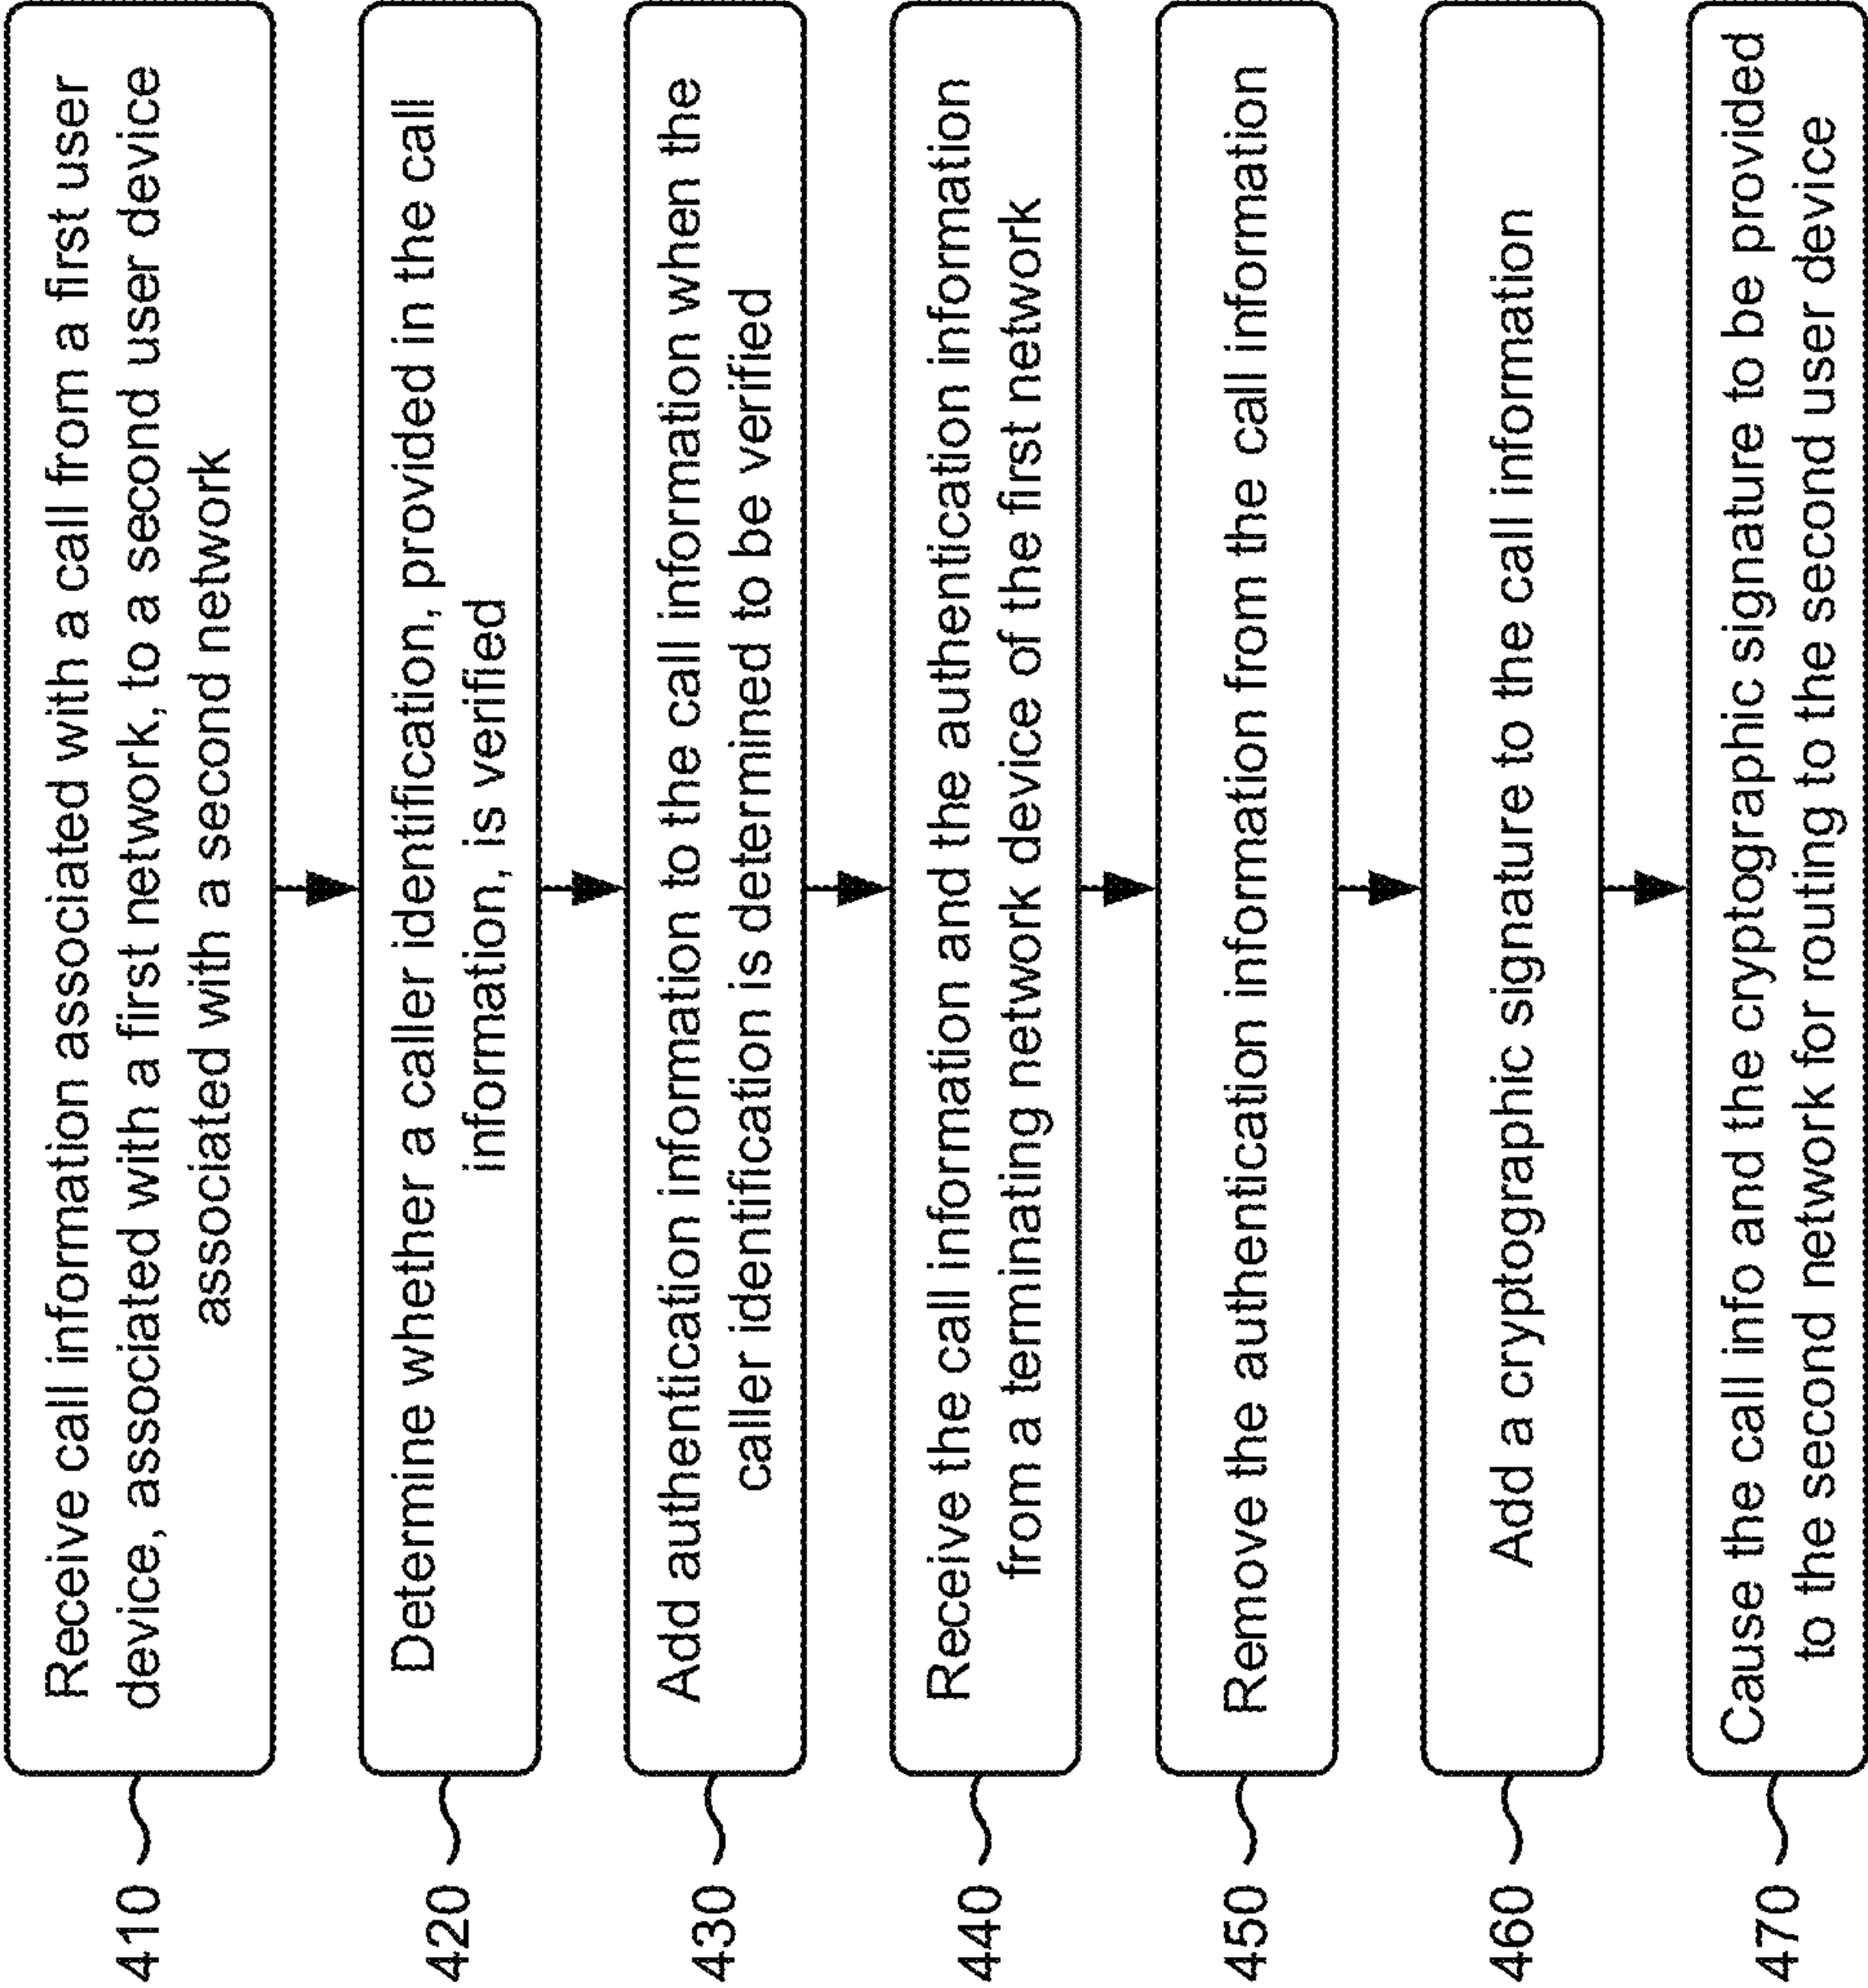 410
Receive call information associated with a call from a first user
device, associated with a first network, to a second user device
associated with a second network
420
Determine whether a caller identification, provided in the call
information, is verified
430
Add authentication information to the call information when the
caller identification is determined to be verified
440
Receive the call information and the authentication information
from a terminating network device of the first network
450
Remove the authentication information from the call information
460
Add a cryptographic signature to the call information
470
Cause the call info and the cryptographic signature to be provided
to the second network for routing to the second user device